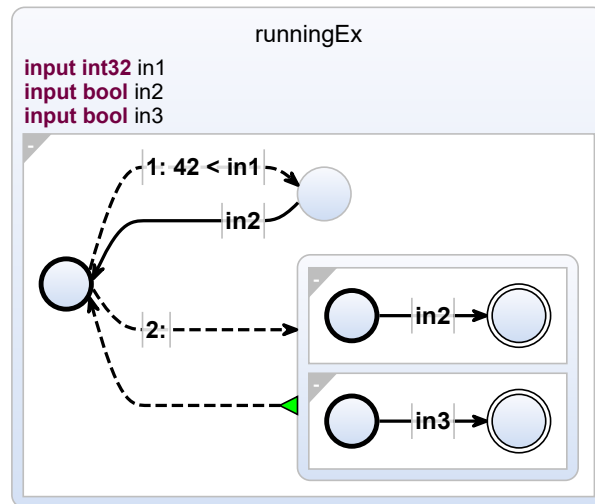 runningEx
input int32 in1
input bool in2
input bool in3
-
1: 42 < in1
in2
-
in2
2:
-
in3